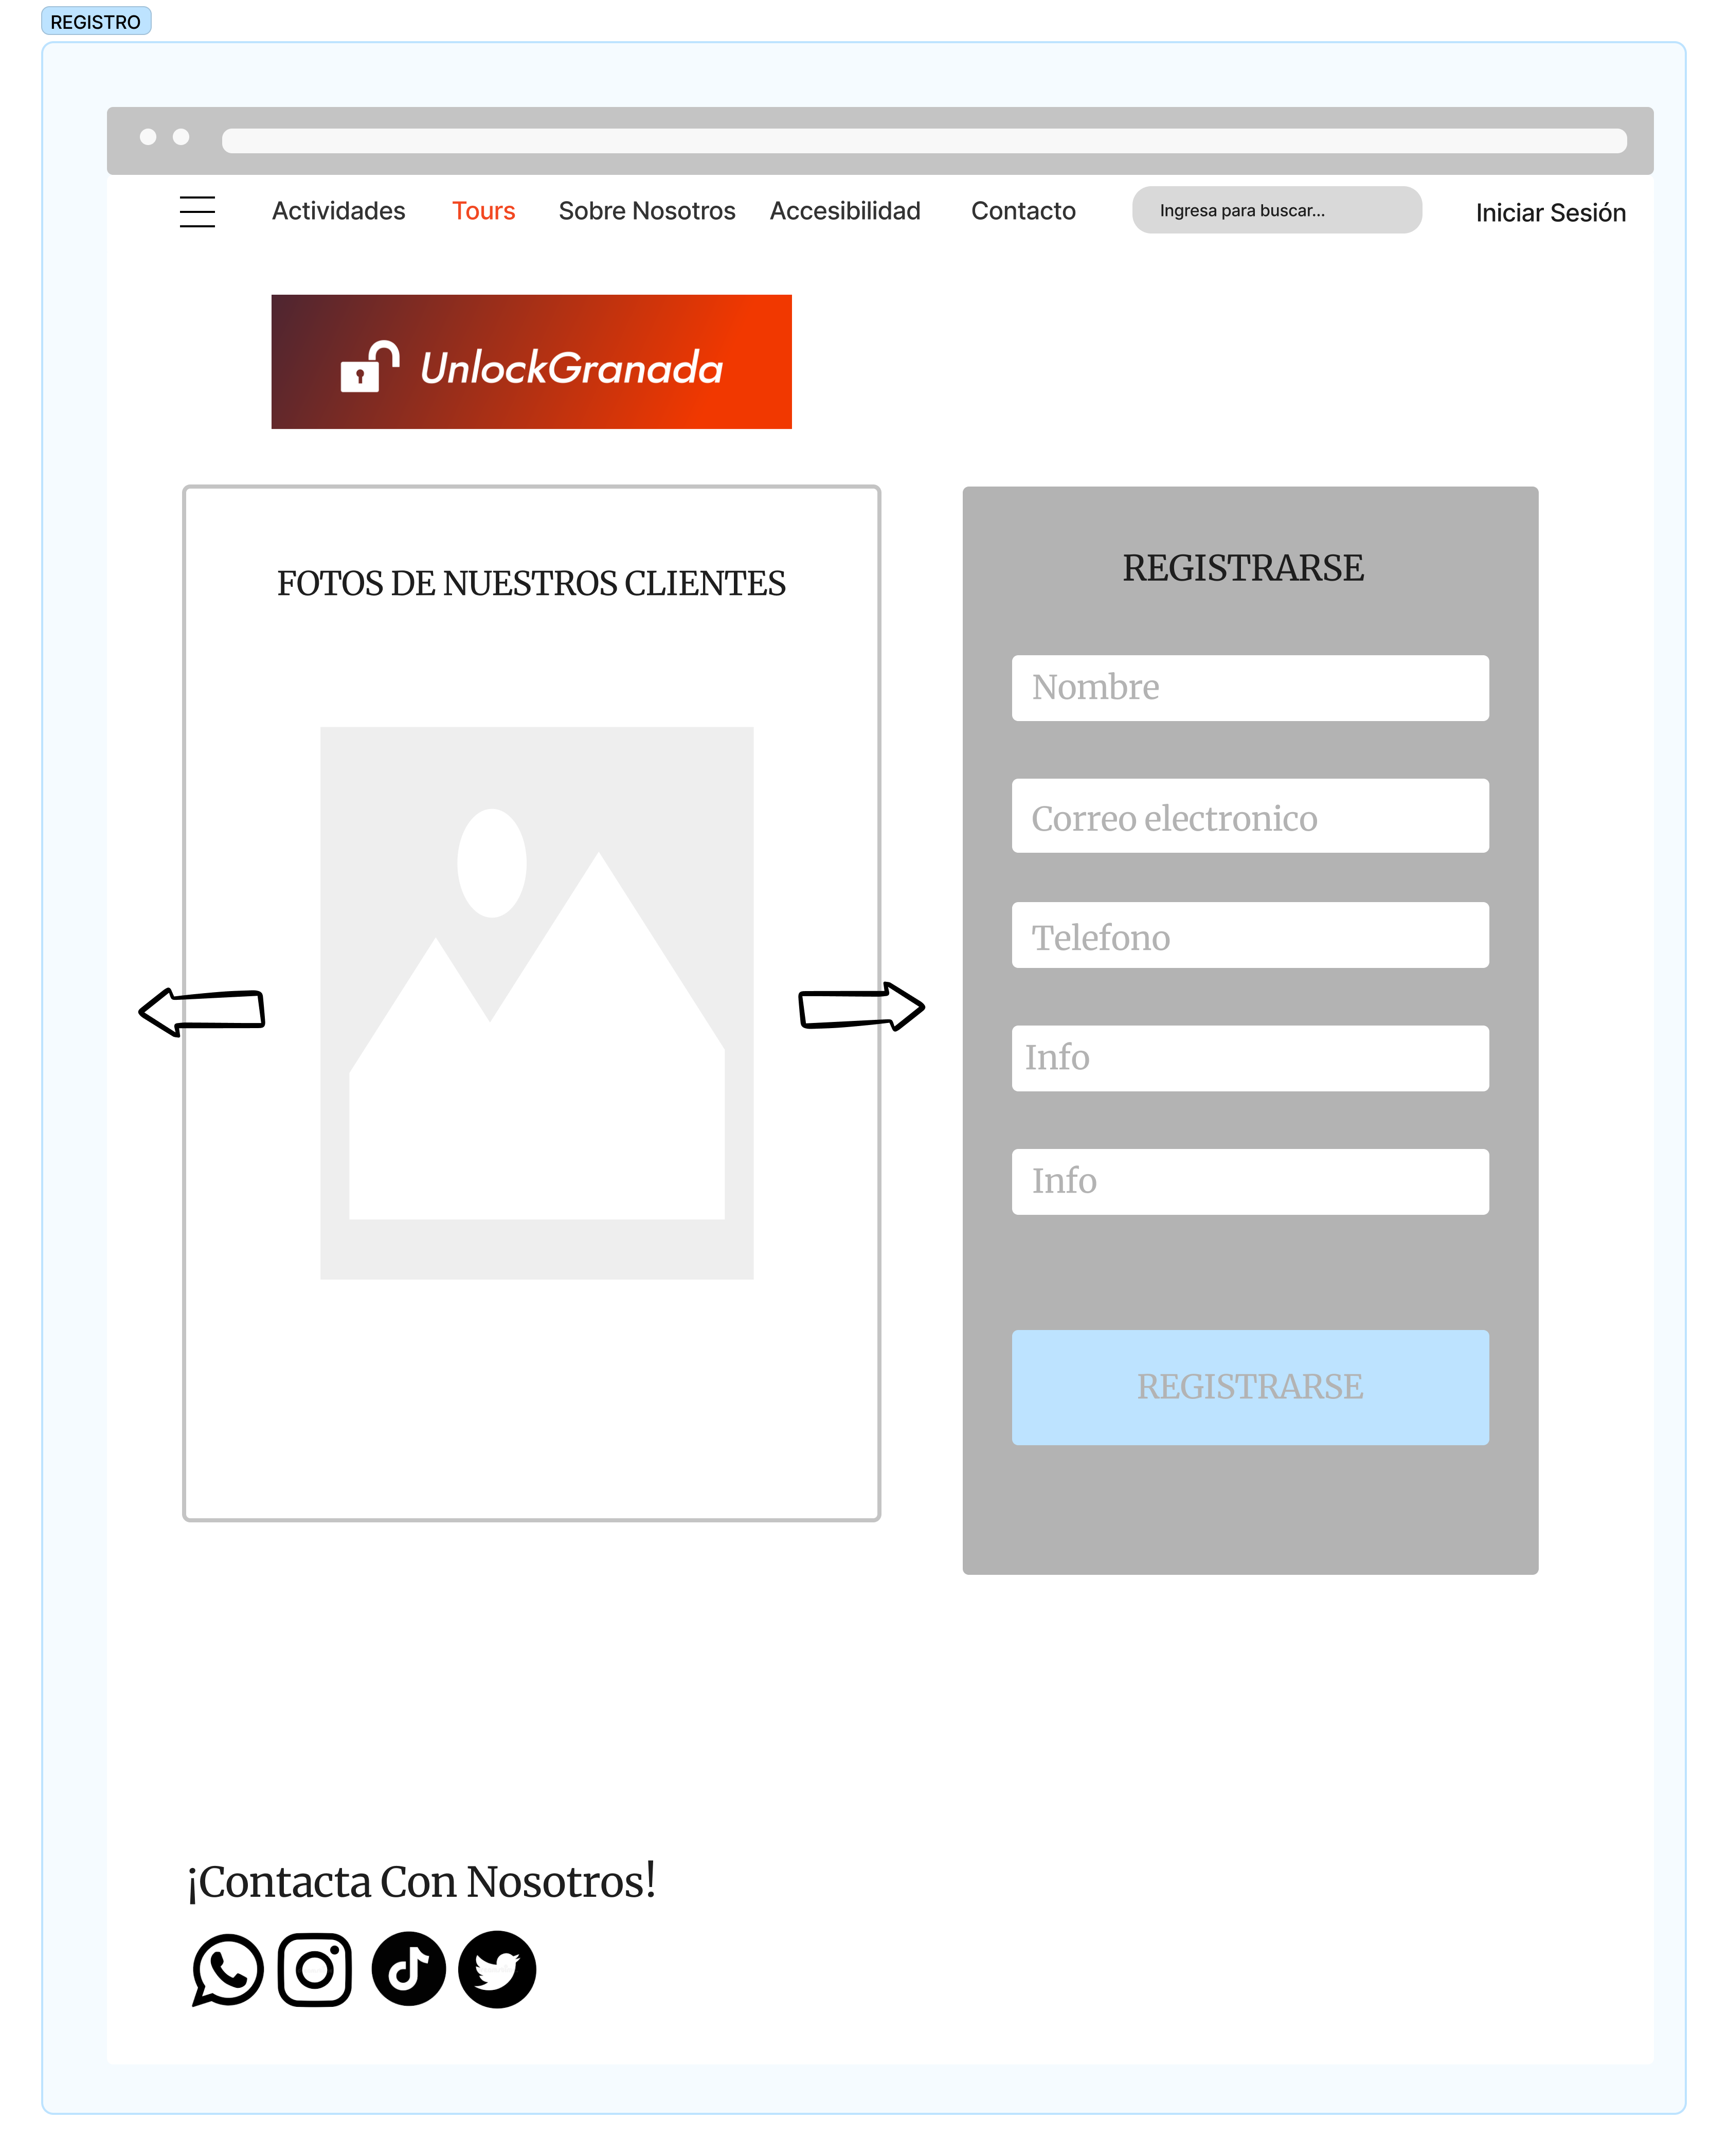 REGISTRO
Actividades Tours Sobre Nosotros Accesibilidad Contacto Ingresa para buscar... Iniciar Sesión
UnlockGranada
FOTOS DE NUESTROS CLIENTES
REGISTRARSE
Nombre
Correo electronico
Telefono
Info
Info
REGISTRARSE
¡Contacta Con Nosotros!